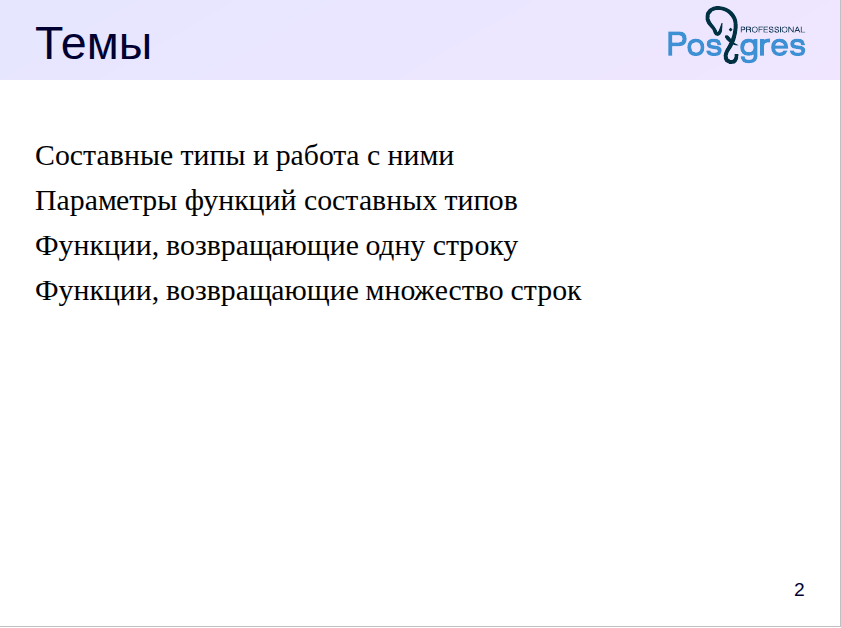 Темы
PROFESSIONAL
Postgres
Составные типы и работа с ними
Параметры функций составных типов
Функции, возвращающие одну строку
Функции, возвращающие множество строк
2